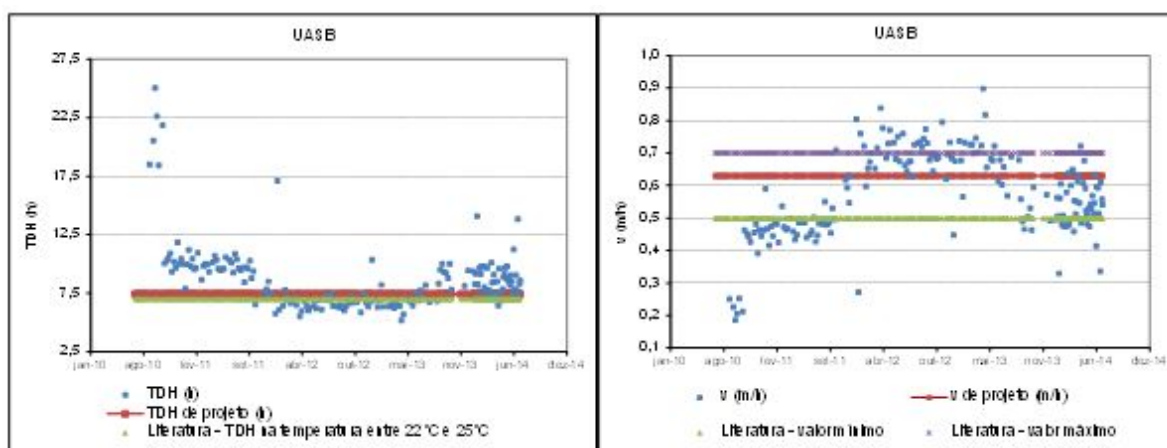 UASB
27,5
22,5
17,5
12,5
7,5
2,5
TDH (h)
jan-10 ago-10 fev-11 set-11 abr-12 out-12 mai-13 nov-13 jun-14 dez-14
TDH (h)
TDH de projeto (h)
Literatura - TDH na temperatura entre 22°C e 25°C
UASB
1,0
0,9
0,8
0,7
0,6
0,5
0,4
0,3
0,2
0,1
v (m/h)
jan-10 ago-10 fev-11 set-11 abr-12 out-12 mai-13 nov-13 jun-14 dez-14
v (m/h) v de projeto (m/h)
Literatura - valor mínimo Literatura - valor máximo